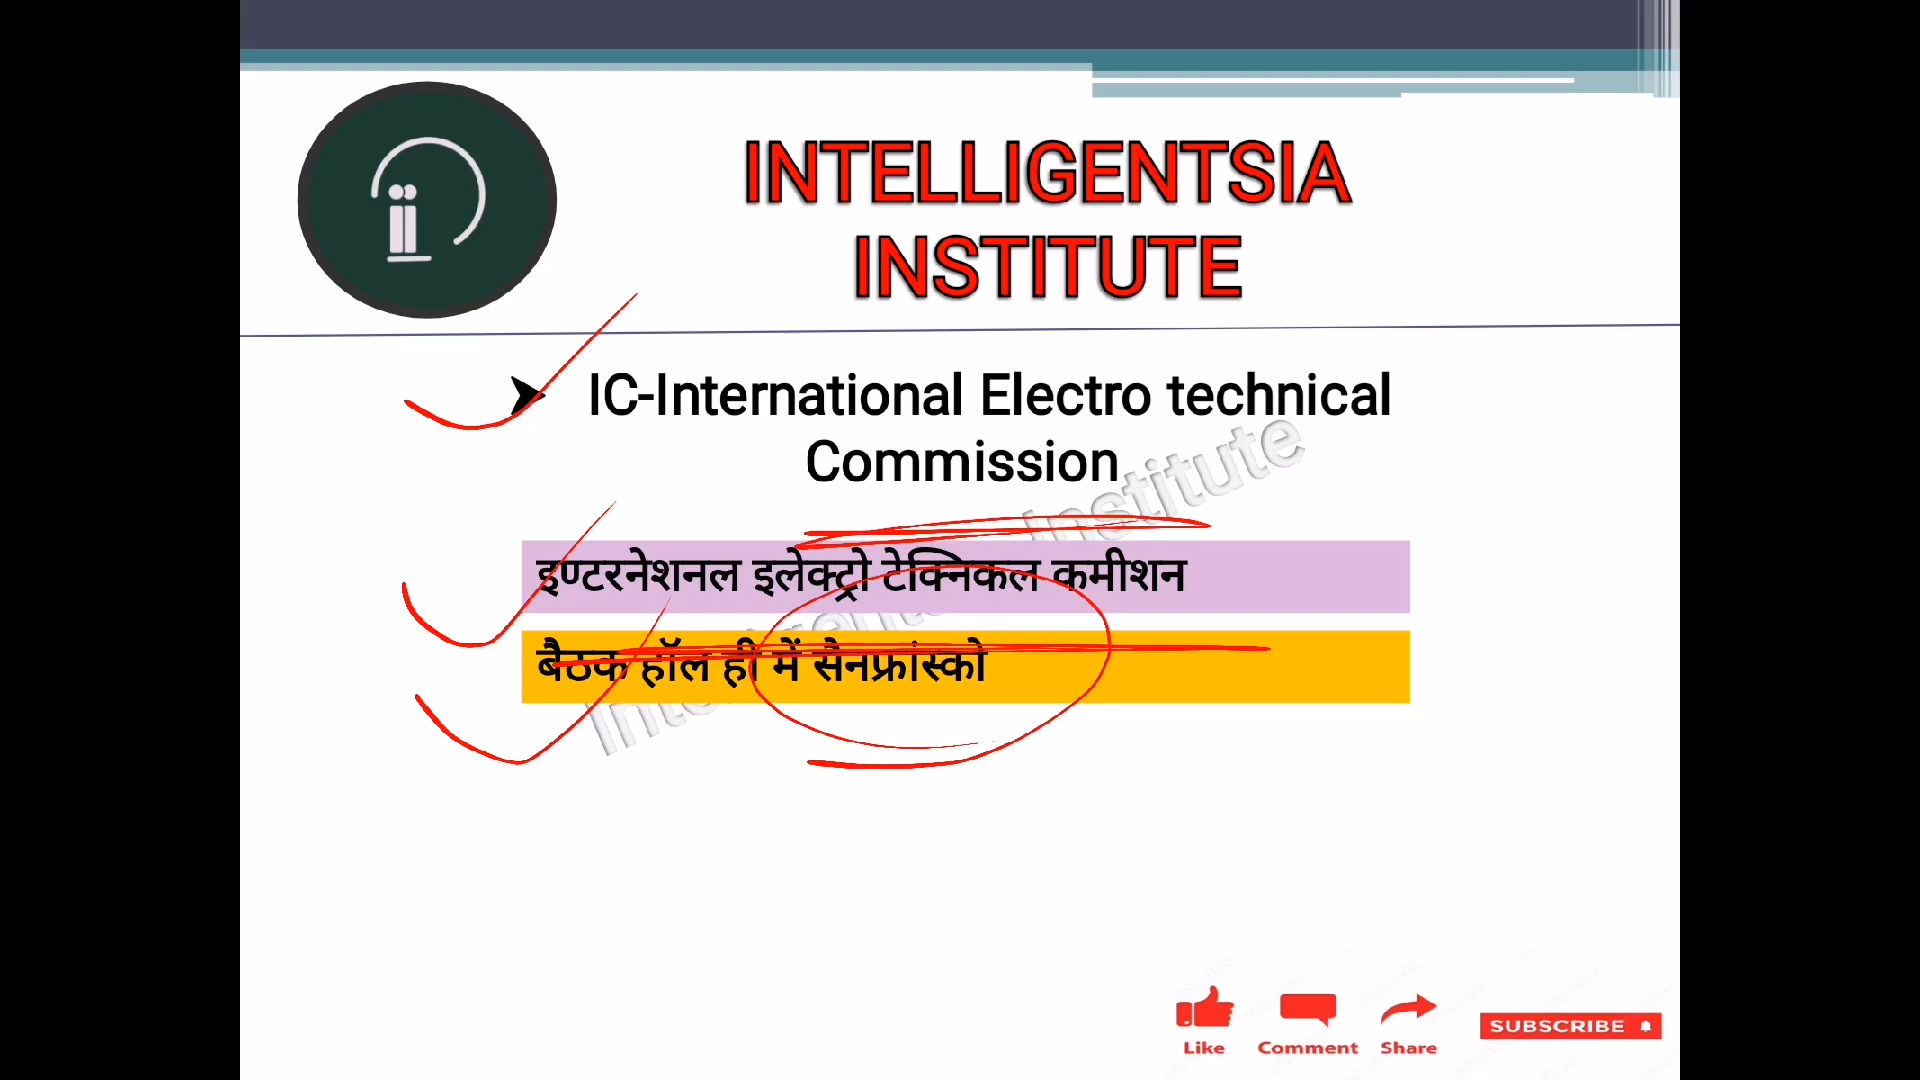 INTELLIGENTSIA
INSTITUTE
➤ IC-International Electro technical
Commission
इण्टरनेशनल इलेक्ट्रो टेक्निकल कमीशन
बैठक हॉल ही में सैनफ्रांस्को
Institute
Like Comment Share SUBSCRIBE